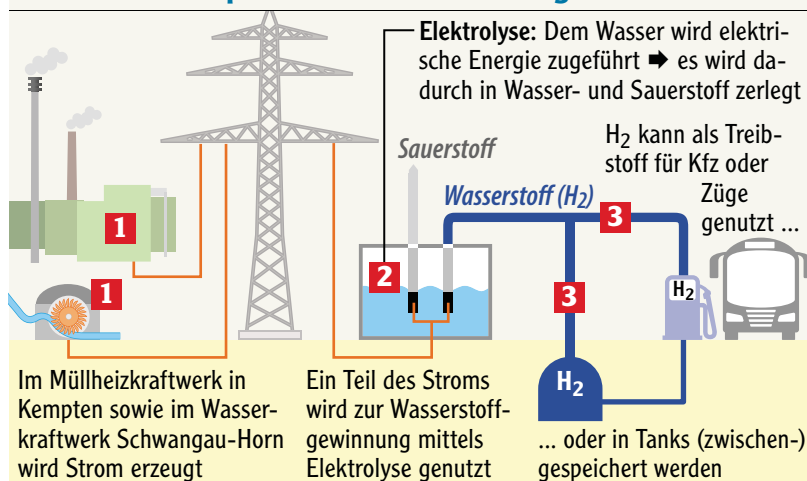 Elektrolyse: Dem Wasser wird elektri-
sche Energie zugeführt ➡ es wird da-
durch in Wasser- und Sauerstoff zerlegt
H2 kann als Treib-
stoff für Kfz oder
Züge
genutzt ...
Sauerstoff
Wasserstoff (H2)
1
1
2
3
3
H2
H2
Im Müllheizkraftwerk in
Kempten sowie im Wasser-
kraftwerk Schwangau-Horn
wird Strom erzeugt
Ein Teil des Stroms
wird zur Wasserstoff-
gewinnung mittels
Elektrolyse genutzt
... oder in Tanks (zwischen-)
gespeichert werden